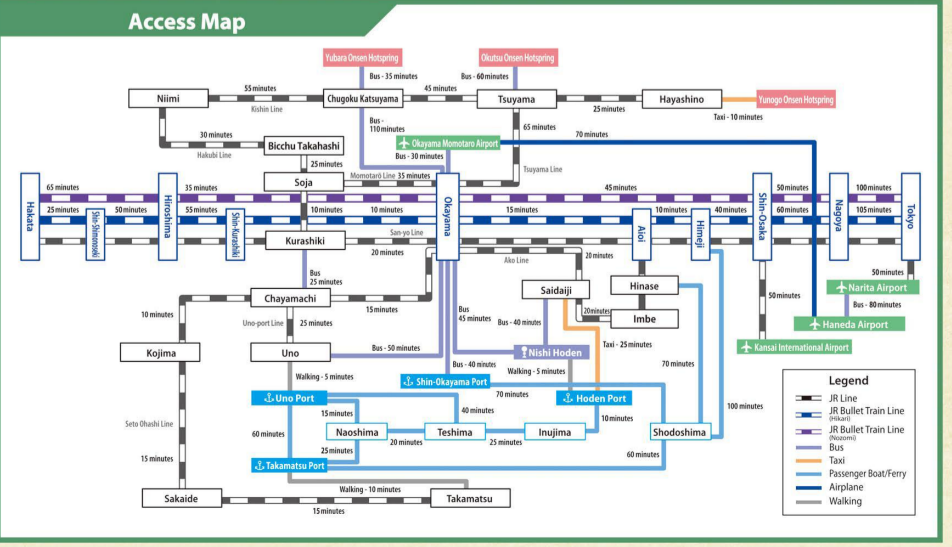 Access Map
Yubara Onsen Hotspring
Okutsu Onsen Hotspring
Bus - 35 minutes
Bus - 60 minutes
55 minutes
45 minutes
Niimi
Chugoku Katsuyama
Tsuyama
Hayashino
Yunogo Onsen Hotspring
Kishin Line
25 minutes
Taxi - 10 minutes
Bus -
110 minutes
65 minutes
70 minutes
30 minutes
Okayama Momotaro Airport
Hakubi Line
Bicchu Takahashi
Bus - 30 minutes
25 minutes
Tsuyama Line
Soja
Momotarō Line 35 minutes
65 minutes
35 minutes
45 minutes
50 minutes
100 minutes
Hakata
Shin-Shimonoseki
Hiroshima
Shin-Kurashiki
Okayama
Aioi
Himeji
Shin-Osaka
Nagoya
Tokyo
25 minutes
50 minutes
55 minutes
10 minutes
10 minutes
15 minutes
10 minutes
40 minutes
60 minutes
105 minutes
Kurashiki
San-yo Line
20 minutes
Ako Line
20 minutes
Bus
25 minutes
50 minutes
Chayamachi
Saidaiji
Hinase
Narita Airport
15 minutes
Bus
45 minutes
20minutes
Imbe
50 minutes
Bus - 80 minutes
10 minutes
Uno-port Line
25 minutes
Bus - 40 minutes
Haneda Airport
Taxi - 25 minutes
Kojima
Uno
Bus - 50 minutes
Nishi Hoden
Kansai International Airport
Walking - 5 minutes
Bus - 40 minutes
Walking - 5 minutes
70 minutes
Shin-Okayama Port
Uno Port
70 minutes
Hoden Port
100 minutes
15 minutes
40 minutes
10 minutes
Seto Ohashi Line
60 minutes
Naoshima
Teshima
Inujima
Shodoshima
20 minutes
25 minutes
25 minutes
60 minutes
15 minutes
Takamatsu Port
Walking - 10 minutes
Sakaide
Takamatsu
15 minutes
Legend
JR Line
JR Bullet Train Line
(Hikari)
JR Bullet Train Line
(Nozomi)
Bus
Taxi
Passenger Boat/Ferry
Airplane
Walking